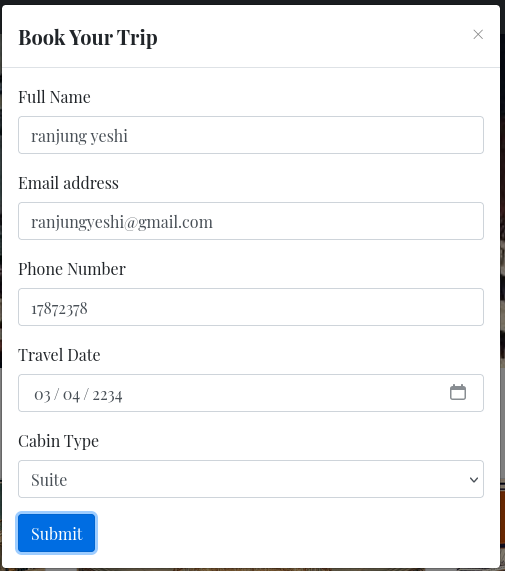 Book Your Trip
Full Name
ranjung yeshi
Email address
ranjungyeshi@gmail.com
Phone Number
17872378
Travel Date
03 / 04 / 2234
Cabin Type
Suite
Submit